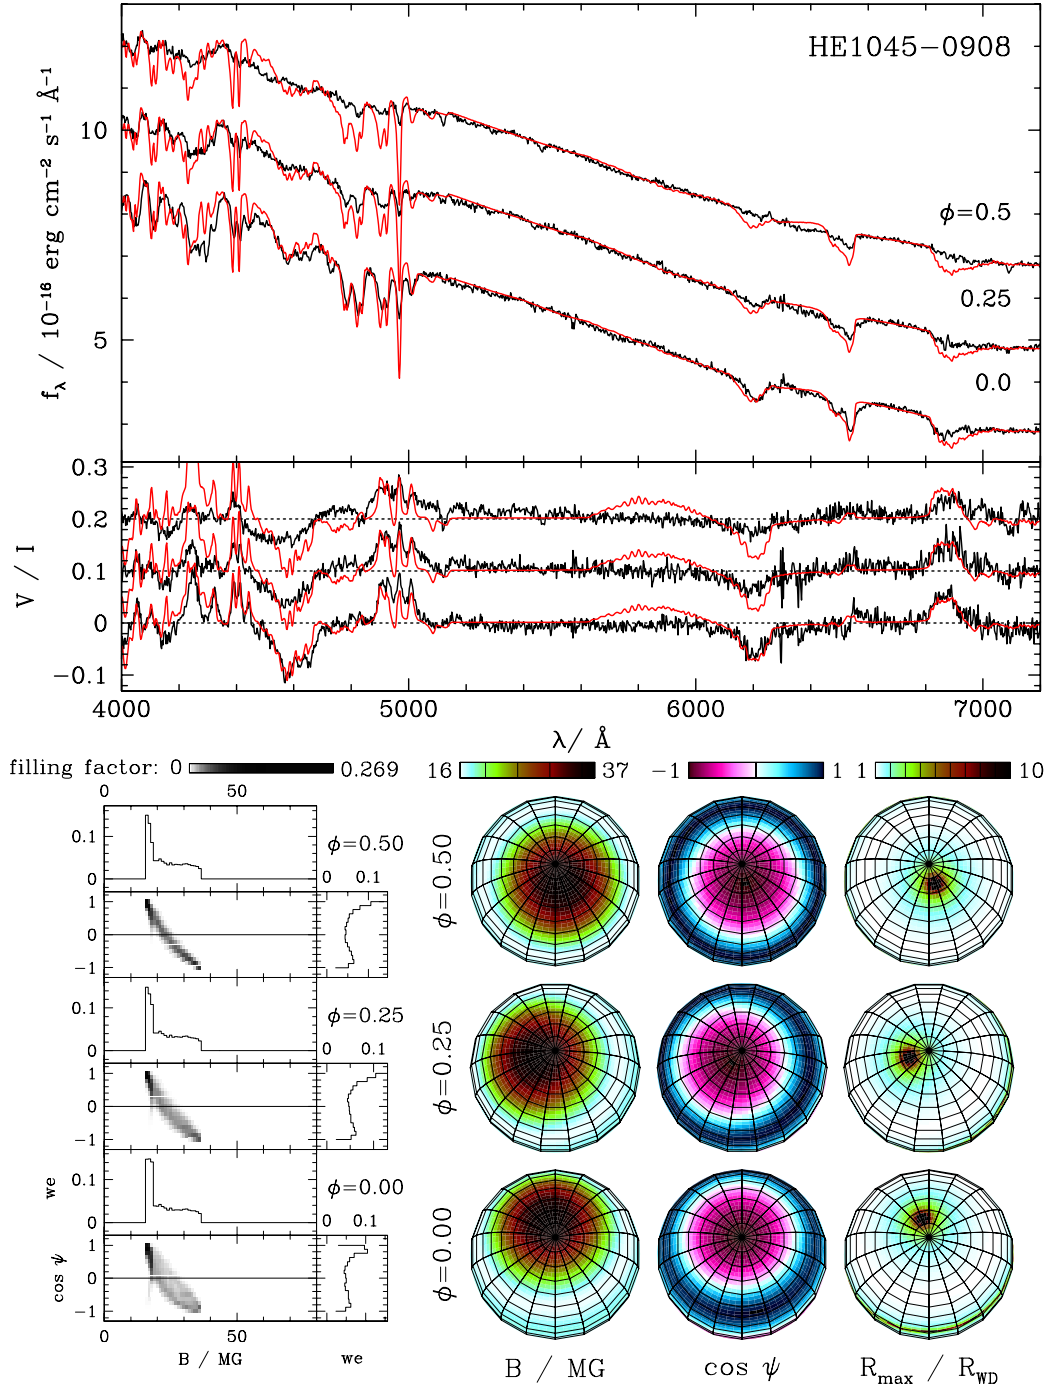 HE1045−0908
f_λ / 10⁻¹⁶ erg cm⁻² s⁻¹ Å⁻¹
10
5
ϕ=0.5
0.25
0.0
V / I
0.3
0.2
0.1
0
−0.1
4000 5000 6000 7000
λ/ Å
filling factor: 0 0.269
16 37
−1 1
1 10
0 50
0.1
0
ϕ=0.50
0 0.1
1
0
−1
0.1
0
ϕ=0.25
0 0.1
1
0
−1
we
0.1
0
ϕ=0.00
0 0.1
cos ψ
1
0
−1
0 50
B / MG
we
ϕ=0.50
ϕ=0.25
ϕ=0.00
B / MG
cos ψ
R_max / R_WD